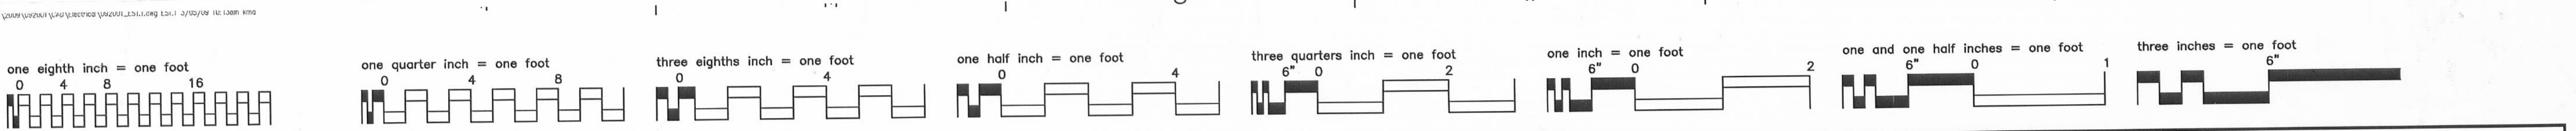 one eighth inch = one foot
0 4 8 16
one quarter inch = one foot
0 4 8
three eighths inch = one foot
0 4
one half inch = one foot
0 4
three quarters inch = one foot
6" 0 2
one inch = one foot
6" 0 2
one and one half inches = one foot
6" 0 1
three inches = one foot
6"